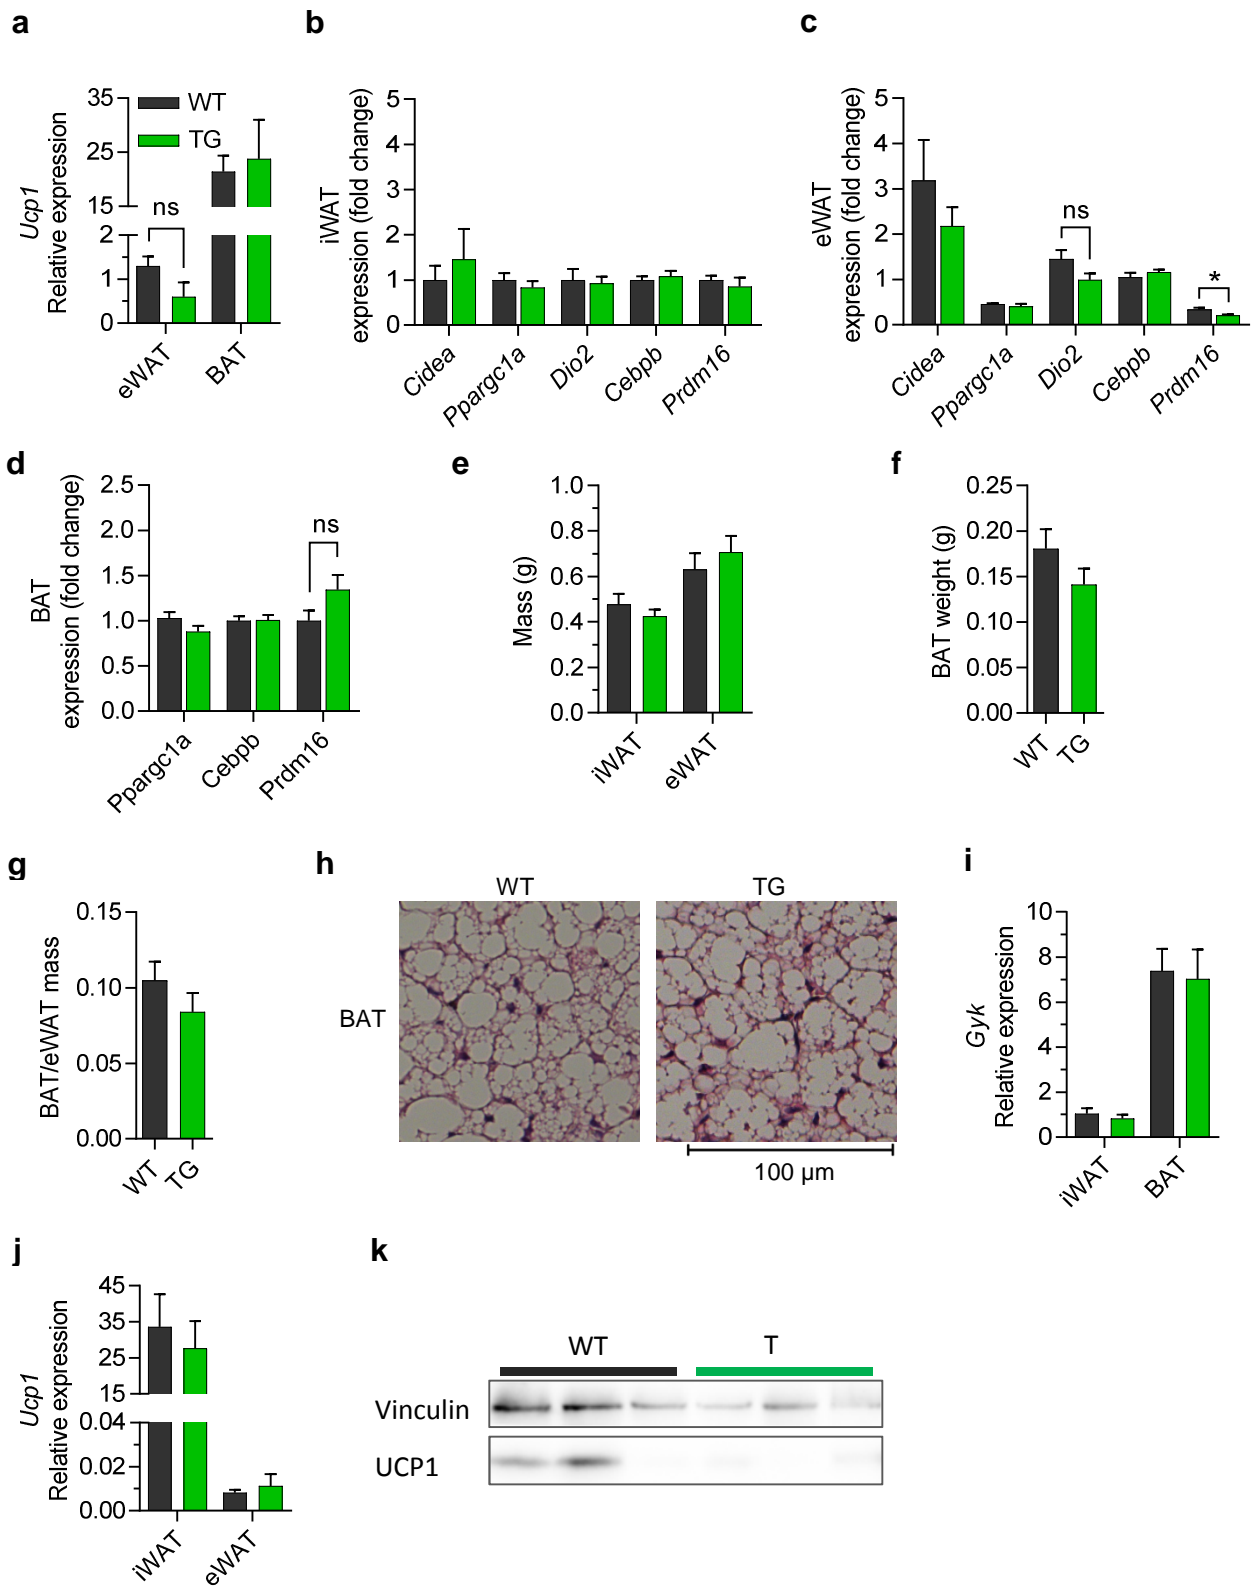 a
Ucp1
Relative expression
35
25
15
2
1
0
WT
TG
ns
eWAT
BAT
b
iWAT
expression (fold change)
5
4
3
2
1
0
Cidea
Ppargc1a
Dio2
Cebpb
Prdm16
c
eWAT
expression (fold change)
5
4
3
2
1
0
ns
*
Cidea
Ppargc1a
Dio2
Cebpb
Prdm16
d
BAT
expression (fold change)
2.5
2.0
1.5
1.0
0.5
0.0
ns
Ppargc1a
Cebpb
Prdm16
e
Mass (g)
1.0
0.8
0.6
0.4
0.2
0.0
iWAT
eWAT
f
BAT weight (g)
0.25
0.20
0.15
0.10
0.05
0.00
WT
TG
g
BAT/eWAT mass
0.15
0.10
0.05
0.00
WT
TG
h
WT
TG
BAT
100 µm
i
Gyk
Relative expression
10
8
6
4
2
0
iWAT
BAT
j
Ucp1
Relative expression
45
35
25
15
0.04
0.02
0.00
iWAT
eWAT
k
WT
T
Vinculin
UCP1